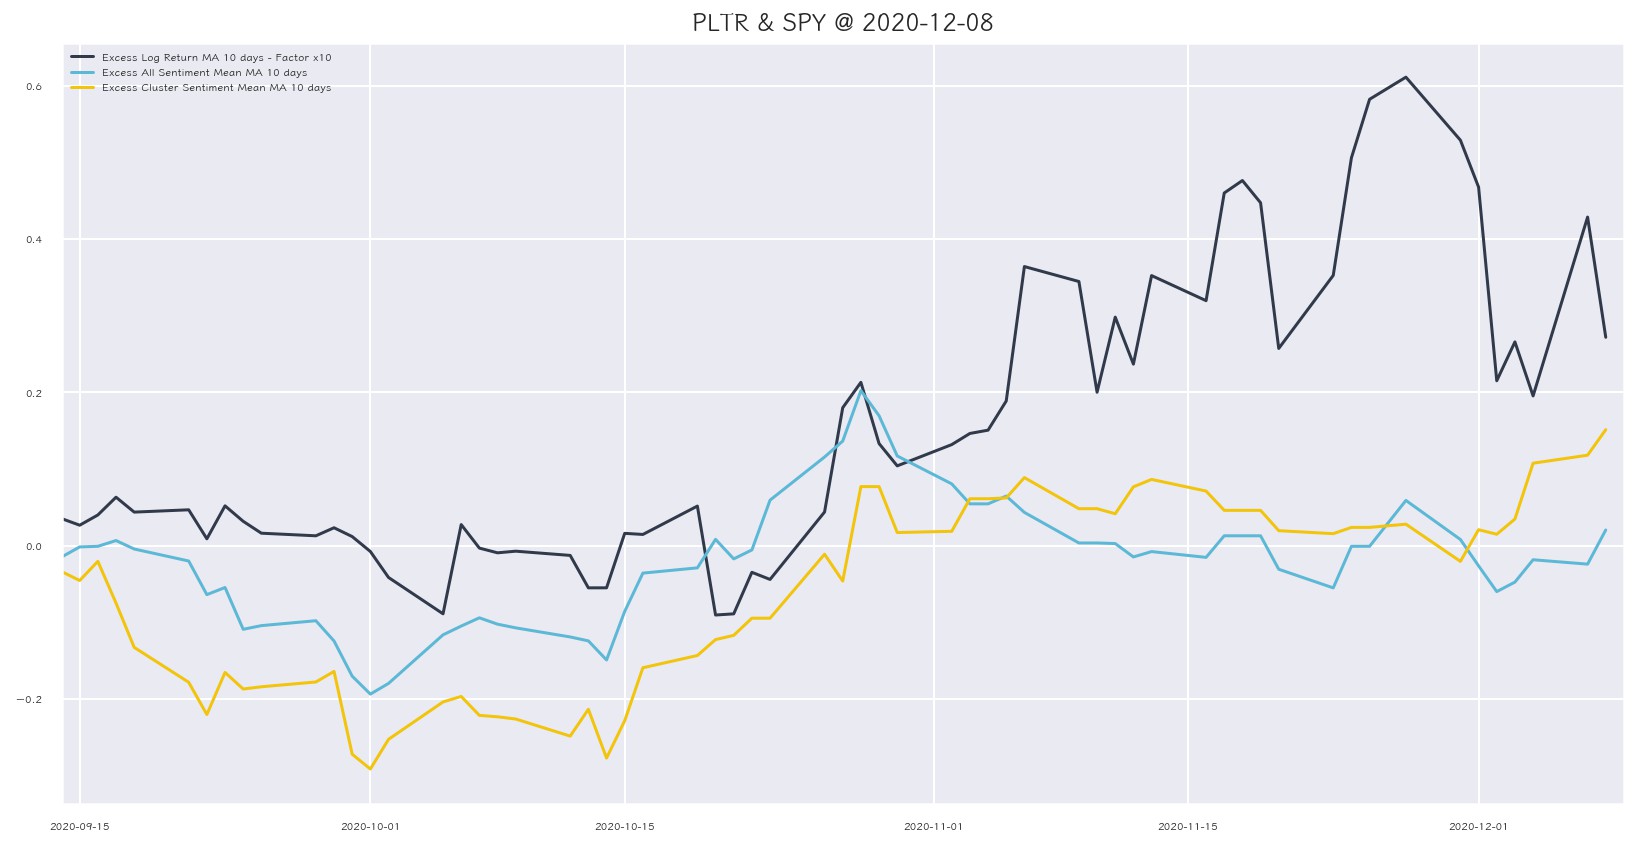 PLTR & SPY @ 2020-12-08
Excess Log Return MA 10 days - Factor x10
Excess All Sentiment Mean MA 10 days
Excess Cluster Sentiment Mean MA 10 days
0.6
0.4
0.2
0.0
−0.2
2020-09-15 2020-10-01 2020-10-15 2020-11-01 2020-11-15 2020-12-01